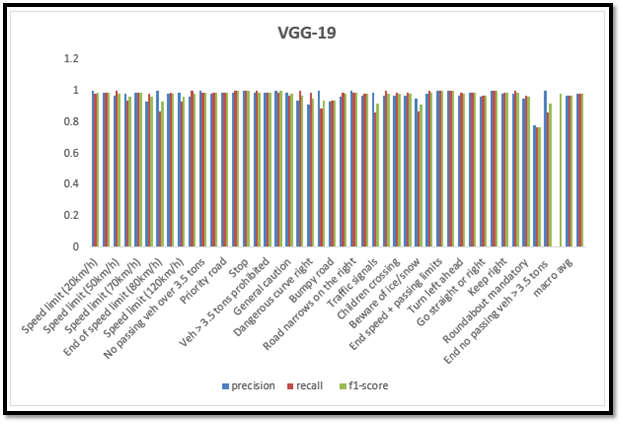 VGG-19
1.2
1
0.8
0.6
0.4
0.2
0
Speed limit (20km/h)
Speed limit (50km/h)
Speed limit (70km/h)
End of speed limit (80km/h)
Speed limit (120km/h)
No passing veh over 3.5 tons
Priority road
Stop
Veh > 3.5 tons prohibited
General caution
Dangerous curve right
Bumpy road
Road narrows on the right
Traffic signals
Children crossing
Beware of ice/snow
End speed + passing limits
Turn left ahead
Go straight or right
Keep right
Roundabout mandatory
End no passing veh > 3.5 tons
macro avg
precision recall f1-score